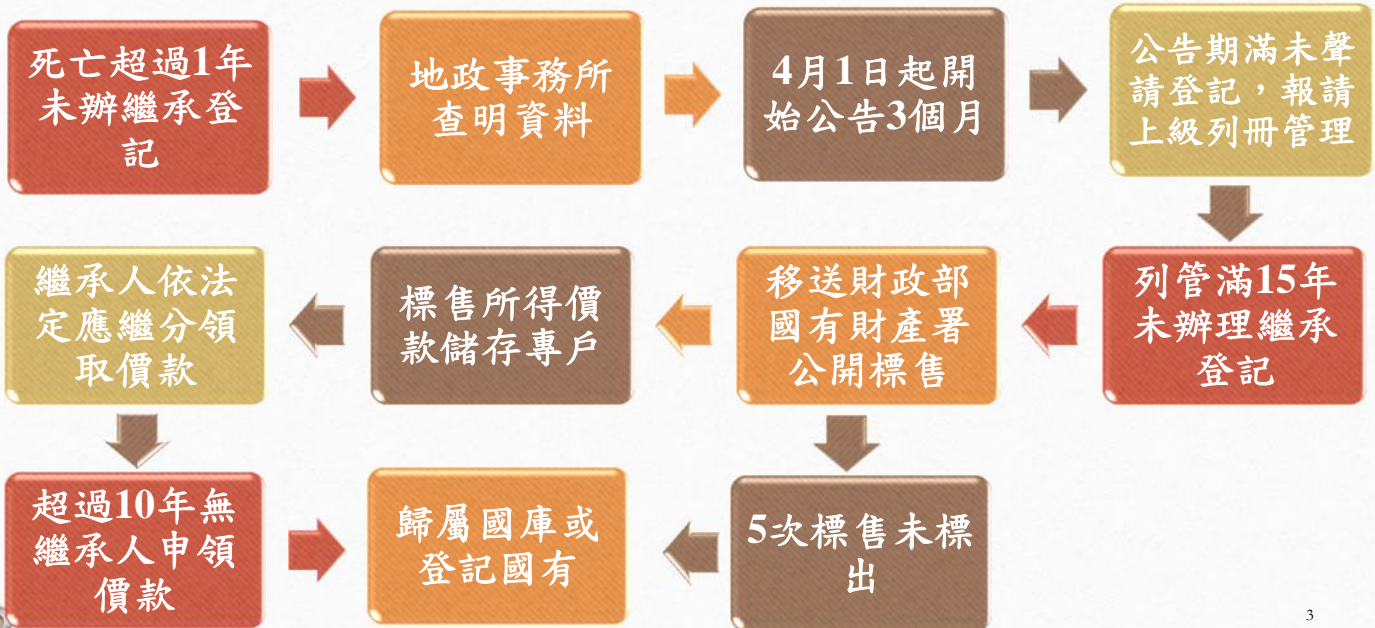 死亡超過1年
未辦繼承登
記
地政事務所
查明資料
4月1日起開
始公告3個月
公告期滿未聲
請登記，報請
上級列冊管理
列管滿15年
未辦理繼承
登記
移送財政部
國有財產署
公開標售
標售所得價
款儲存專戶
繼承人依法
定應繼分領
取價款
超過10年無
繼承人申領
價款
歸屬國庫或
登記國有
5次標售未標
出
3